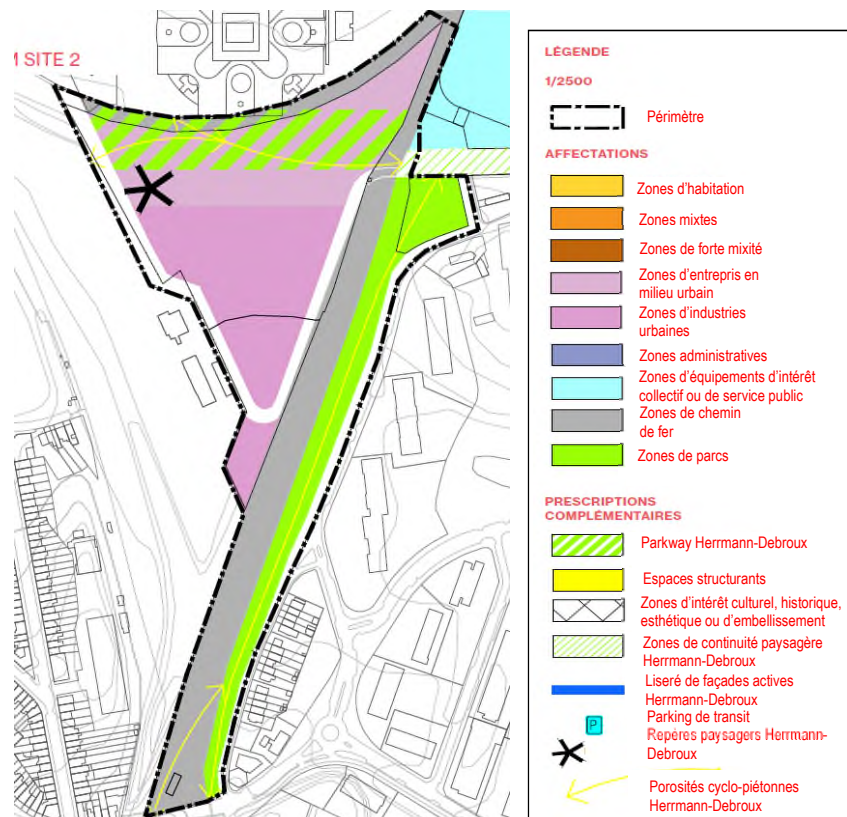 M SITE 2
LÉGENDE
1/2500
Périmètre
AFFECTATIONS
Zones d'habitation
Zones mixtes
Zones de forte mixité
Zones d'entrepris en
milieu urbain
Zones d'industries
urbaines
Zones administratives
Zones d'équipements d'intérêt
collectif ou de service public
Zones de chemin
de fer
Zones de parcs
PRESCRIPTIONS
COMPLÉMENTAIRES
Parkway Herrmann-Debroux
Espaces structurants
Zones d'intérêt culturel, historique,
esthétique ou d'embellissement
Zones de continuité paysagère
Herrmann-Debroux
Liseré de façades actives
Herrmann-Debroux
P
Parking de transit
Repères paysagers Herrmann-
Debroux
Porosités cyclo-piétonnes
Herrmann-Debroux